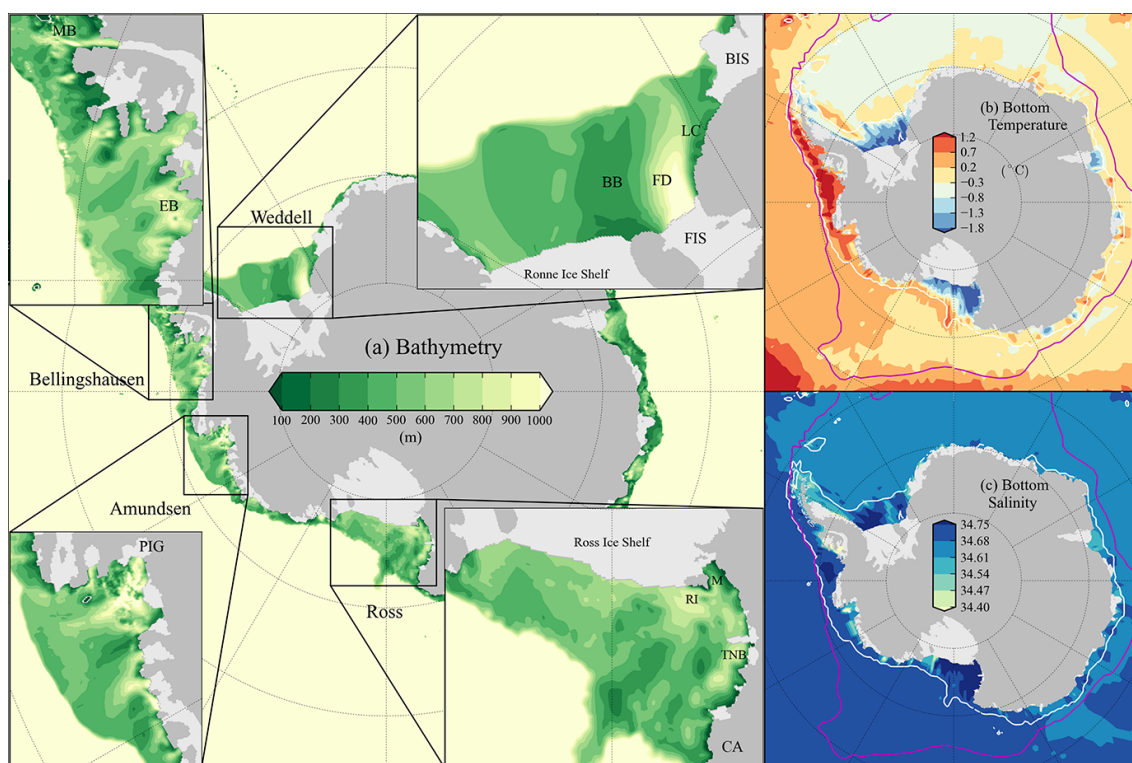 MB
EB
BIS
LC
BB
FD
FIS
Ronne Ice Shelf
Weddell
(a) Bathymetry
100 200 300 400 500 600 700 800 900 1000
(m)
Bellingshausen
Amundsen
PIG
Ross
Ross Ice Shelf
M
RI
TNB
CA
(b) Bottom
Temperature
(°C)
1.2
0.7
0.2
−0.3
−0.8
−1.3
−1.8
(c) Bottom
Salinity
34.75
34.68
34.61
34.54
34.47
34.40